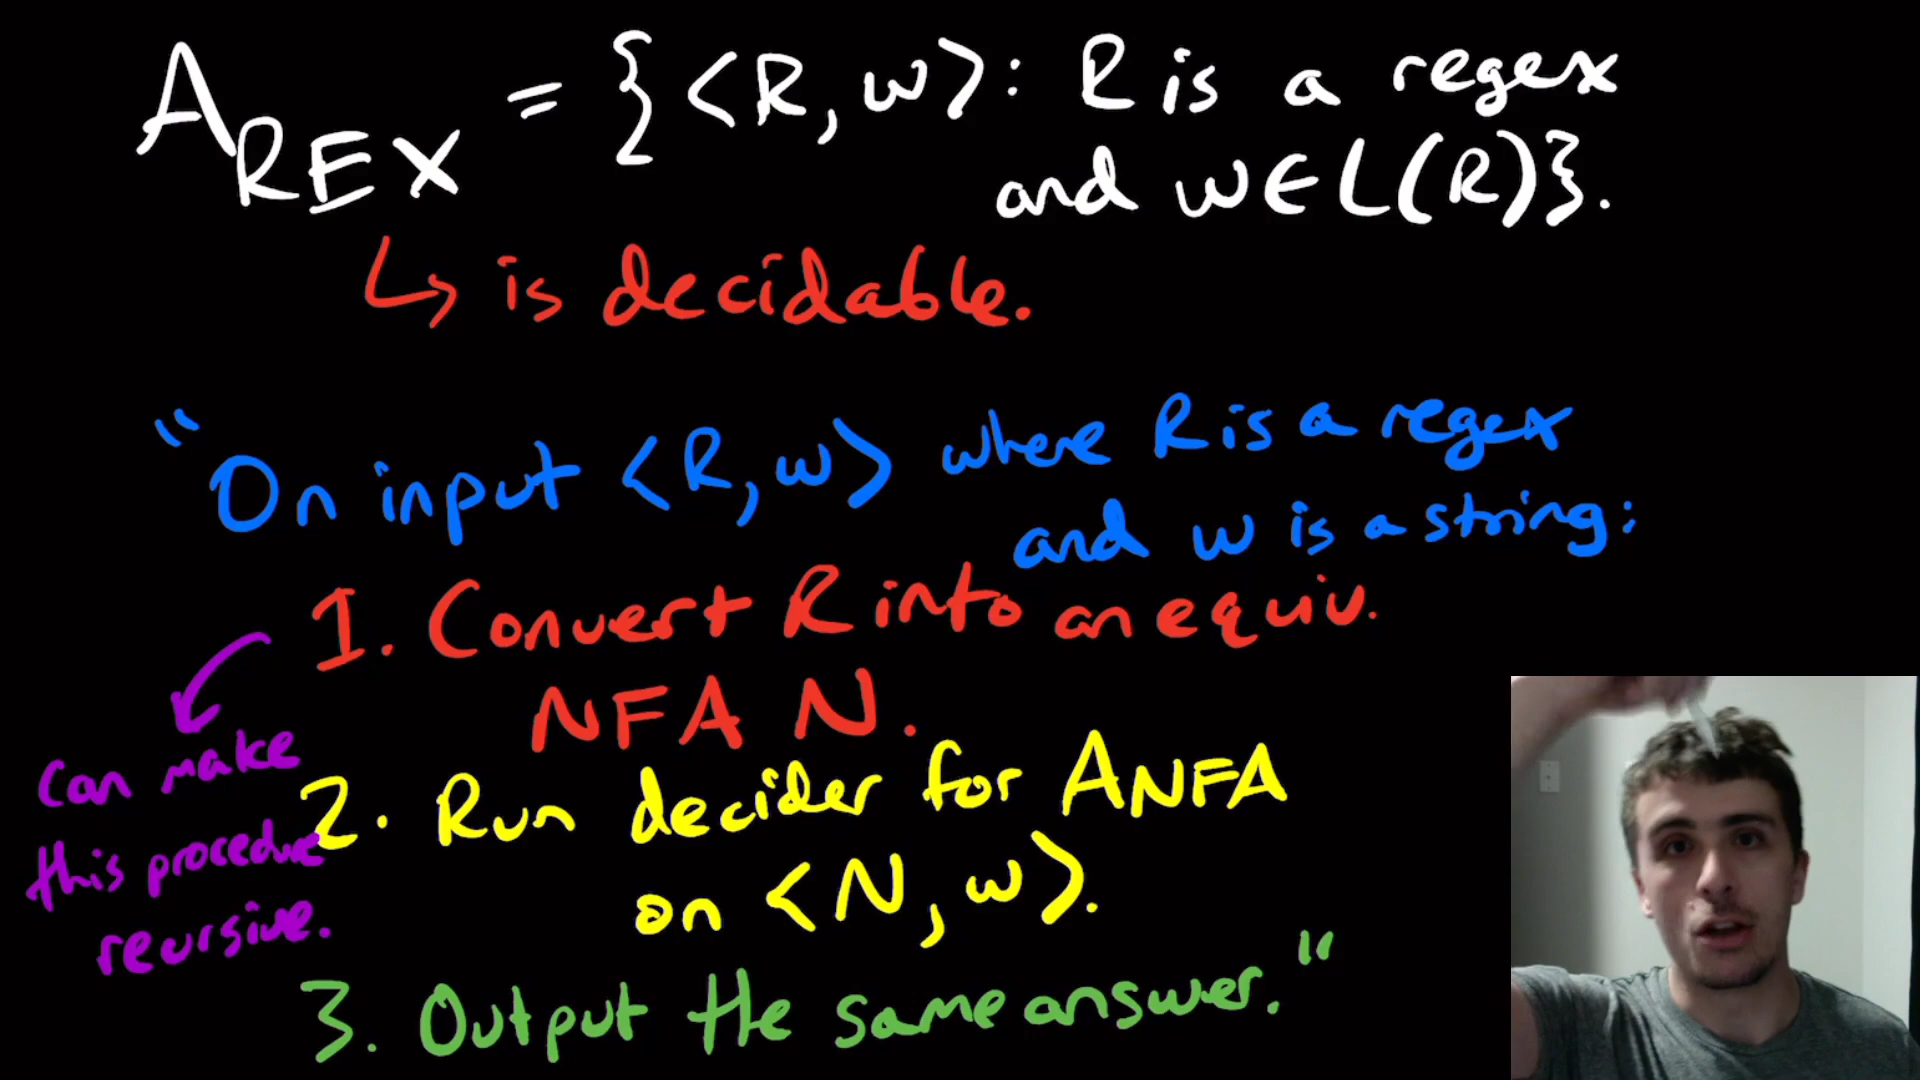 A_REX = {<R, w>: R is a regex
and w∈L(R)}.
↳ is decidable.
"On input <R, w> where R is a regex
and w is a string:
1. Convert R into an equiv.
NFA N.
can make
this procedure
recursive.
2. Run decider for A_NFA
on <N, w>.
3. Output the same answer."